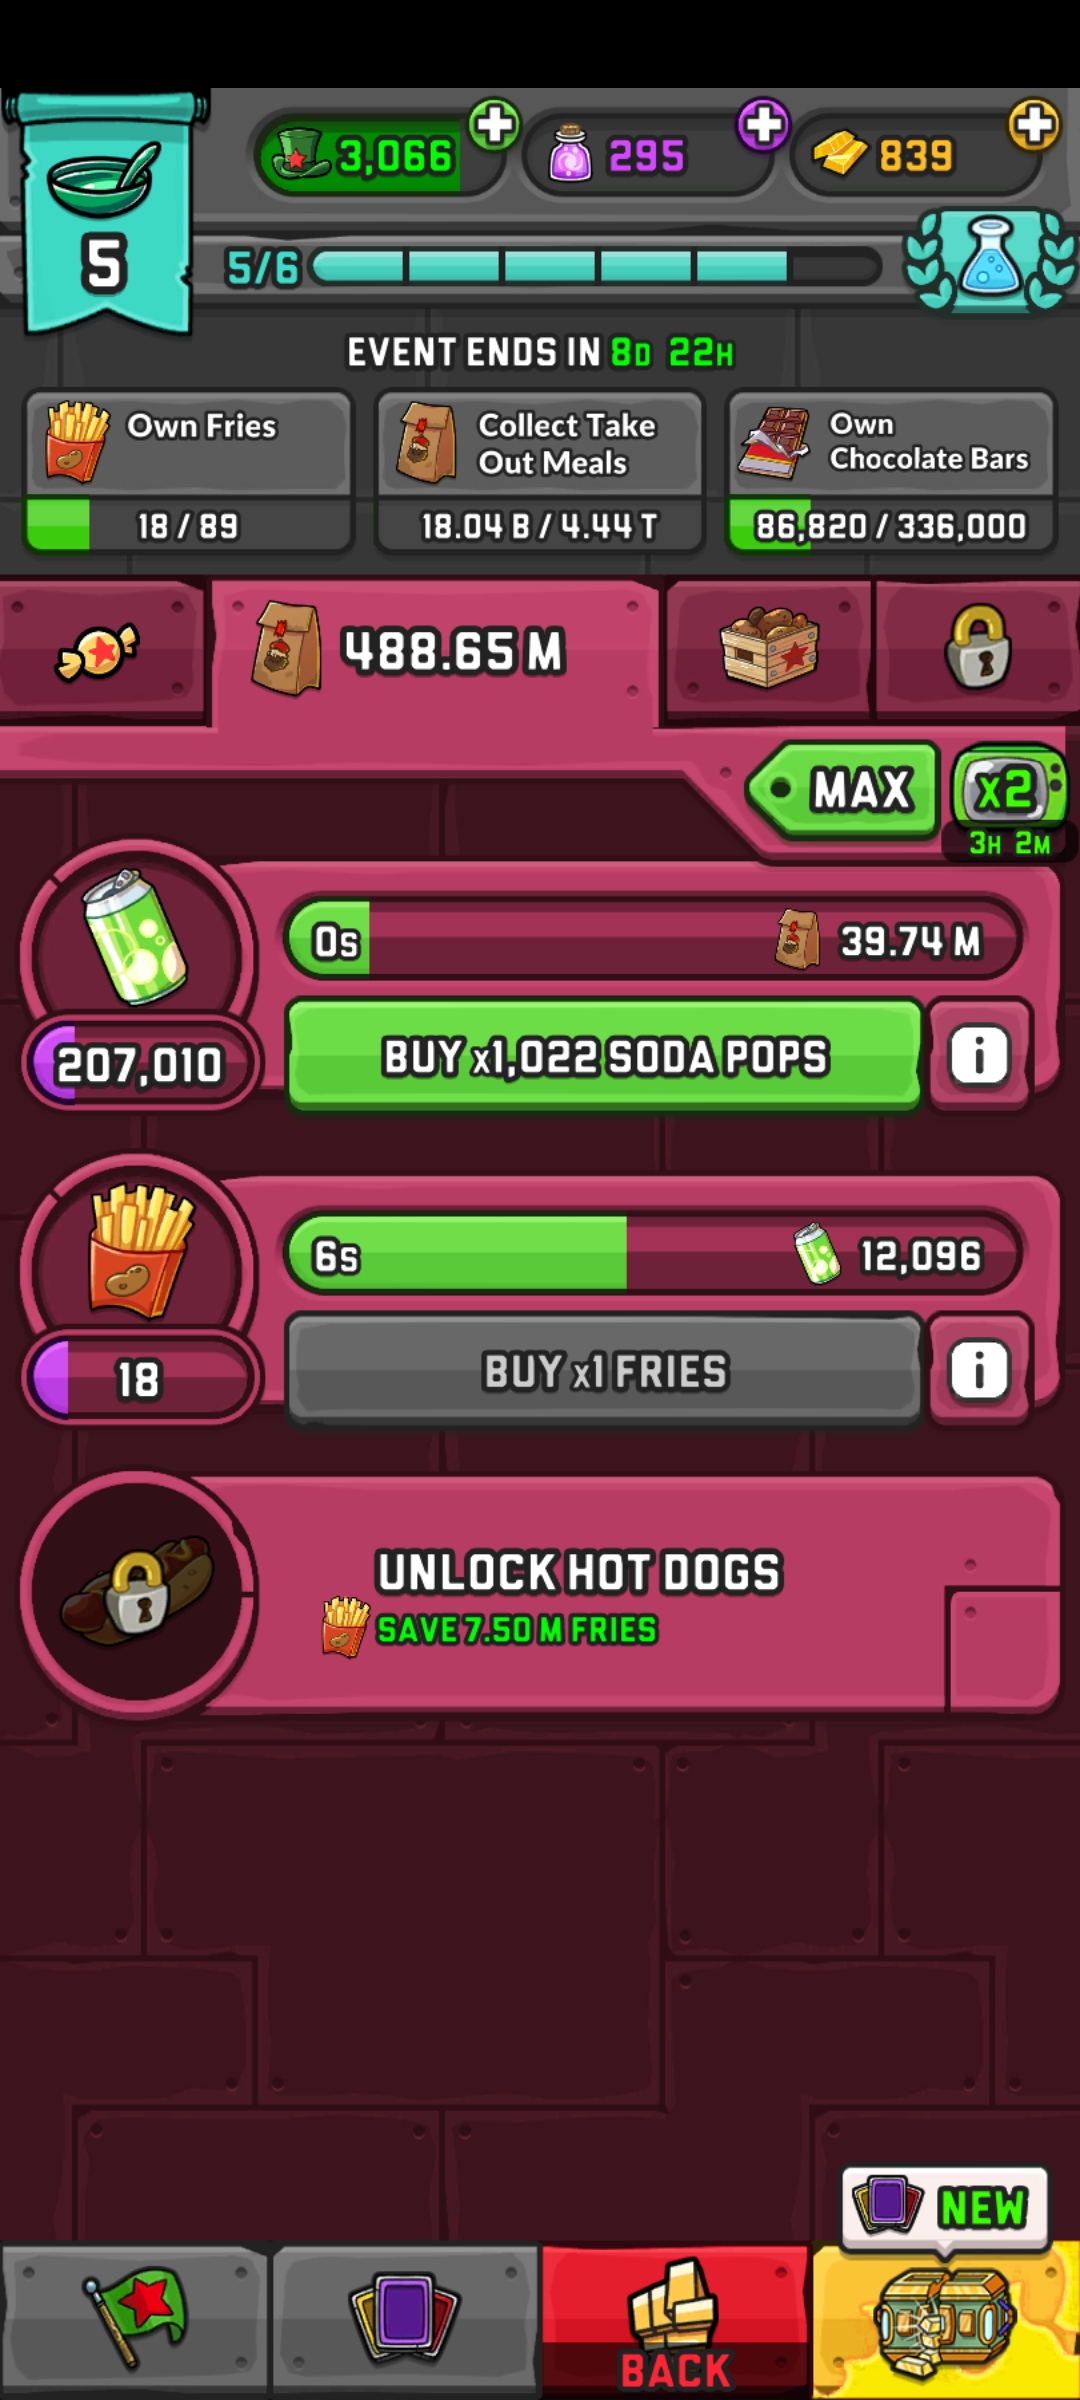 3,066
295
839
5
5/6
EVENT ENDS IN 8D 22H
Own Fries
18 / 89
Collect Take
Out Meals
18.04 B / 4.44 T
Own
Chocolate Bars
86,820 / 336,000
488.65 M
MAX
x2
3H 2M
0s
39.74 M
207,010
BUY x1,022 SODA POPS
i
6s
12,096
18
BUY x1 FRIES
i
UNLOCK HOT DOGS
SAVE 7.50 M FRIES
NEW
BACK